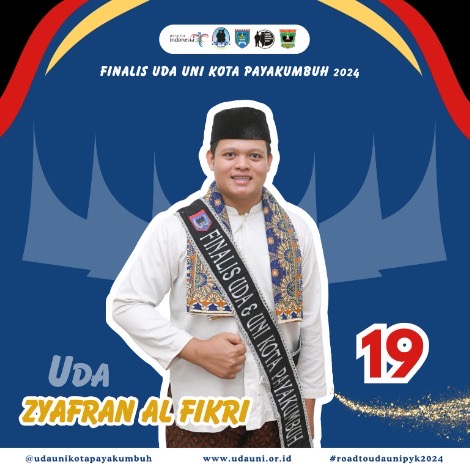 FINALIS UDA UNI KOTA PAYAKUMBUH 2024
FINALIS UDA & UNI KOTA PAYAKUMBUH
19
UDA
ZYAFRAN AL FIKRI
@udaunikotapayakumbuh
www.udauni.or.id
#roadtoudaunipyk2024